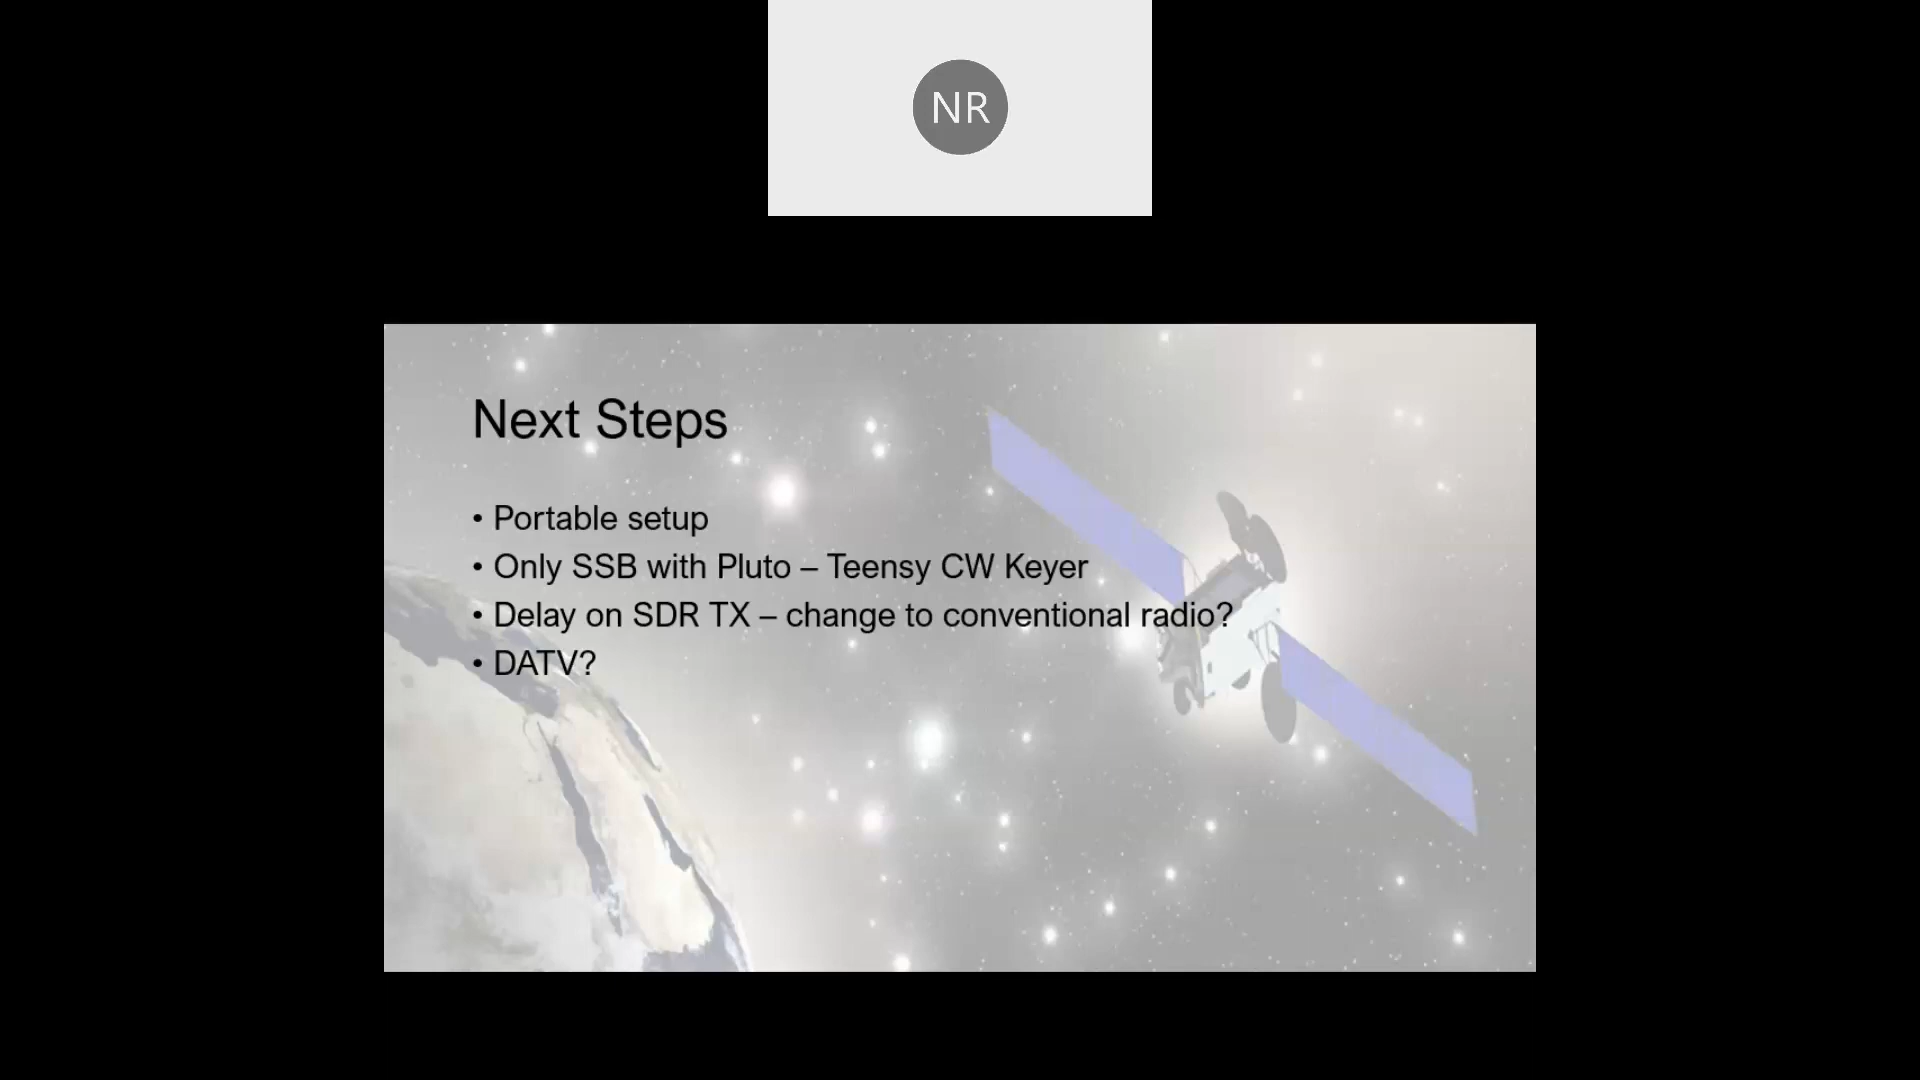 NR
Next Steps
• Portable setup
• Only SSB with Pluto – Teensy CW Keyer
• Delay on SDR TX – change to conventional radio?
• DATV?